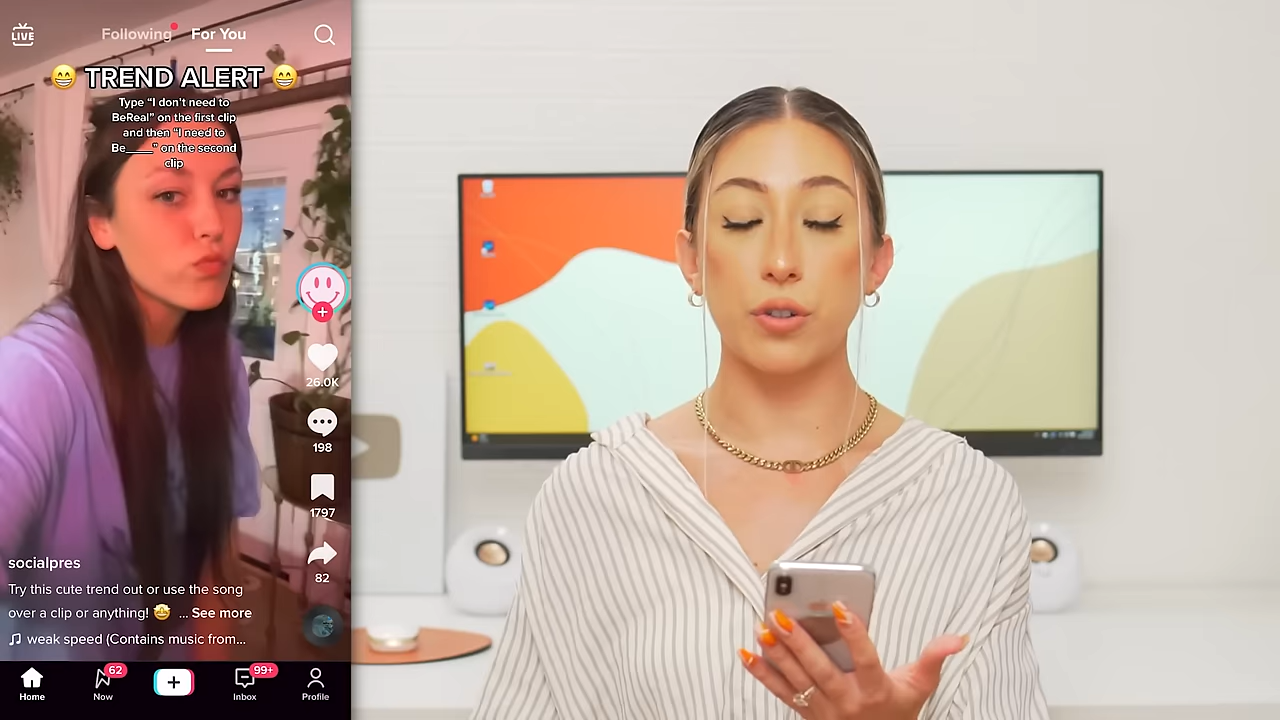 LIVE
Following
For You
😁 TREND ALERT 😁
Type “I don't need to
BeReal” on the first clip
and then “I need to
Be____” on the second
clip
26.0K
198
1797
82
socialpres
Try this cute trend out or use the song
over a clip or anything! 🤩 ... See more
weak speed (Contains music from...
62
99+
Home
Now
Inbox
Profile